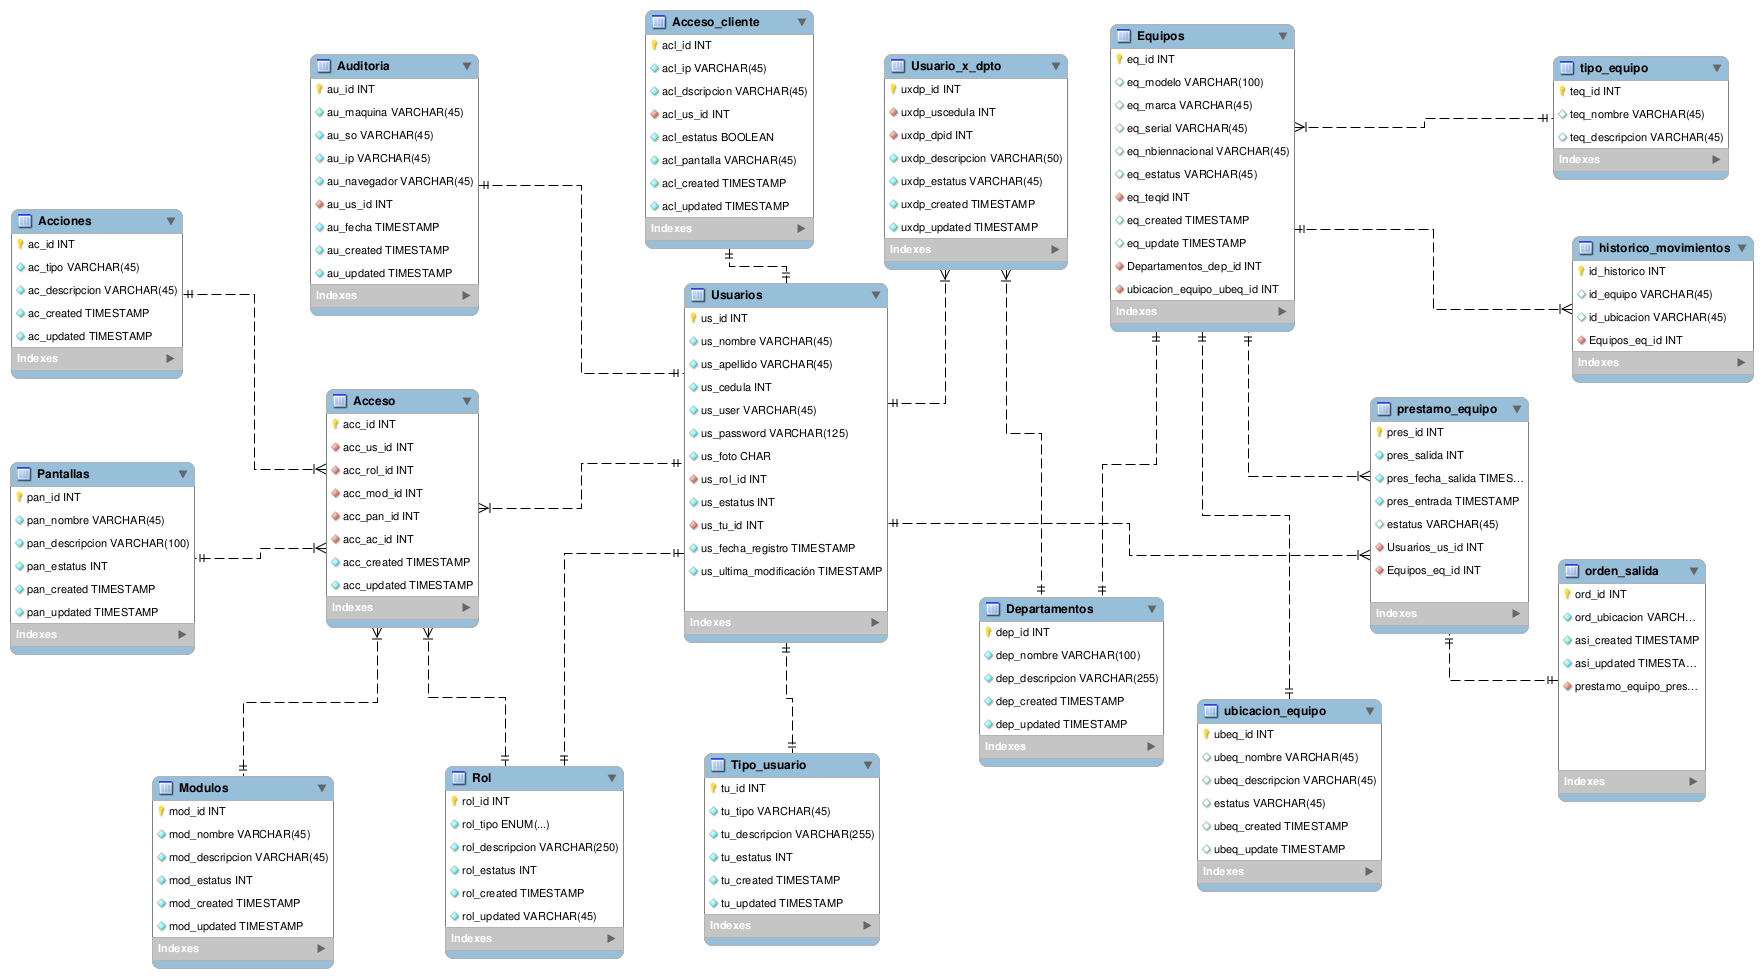 Acceso_cliente
acl_id INT
acl_ip VARCHAR(45)
acl_dscripcion VARCHAR(45)
acl_us_id INT
acl_estatus BOOLEAN
acl_pantalla VARCHAR(45)
acl_created TIMESTAMP
acl_updated TIMESTAMP
Indexes
Equipos
eq_id INT
eq_modelo VARCHAR(100)
eq_marca VARCHAR(45)
eq_serial VARCHAR(45)
eq_nbiennacional VARCHAR(45)
eq_estatus VARCHAR(45)
eq_teqid INT
eq_created TIMESTAMP
eq_update TIMESTAMP
Departamentos_dep_id INT
ubicacion_equipo_ubeq_id INT
Indexes
Auditoria
au_id INT
au_maquina VARCHAR(45)
au_so VARCHAR(45)
au_ip VARCHAR(45)
au_navegador VARCHAR(45)
au_us_id INT
au_fecha TIMESTAMP
au_created TIMESTAMP
au_updated TIMESTAMP
Indexes
Usuario_x_dpto
uxdp_id INT
uxdp_uscedula INT
uxdp_dpid INT
uxdp_descripcion VARCHAR(50)
uxdp_estatus VARCHAR(45)
uxdp_created TIMESTAMP
uxdp_updated TIMESTAMP
Indexes
tipo_equipo
teq_id INT
teq_nombre VARCHAR(45)
teq_descripcion VARCHAR(45)
Indexes
Acciones
ac_id INT
ac_tipo VARCHAR(45)
ac_descripcion VARCHAR(45)
ac_created TIMESTAMP
ac_updated TIMESTAMP
Indexes
historico_movimientos
id_historico INT
id_equipo VARCHAR(45)
id_ubicacion VARCHAR(45)
Equipos_eq_id INT
Indexes
Usuarios
us_id INT
us_nombre VARCHAR(45)
us_apellido VARCHAR(45)
us_cedula INT
us_user VARCHAR(45)
us_password VARCHAR(125)
us_foto CHAR
us_rol_id INT
us_estatus INT
us_tu_id INT
us_fecha_registro TIMESTAMP
us_ultima_modificación TIMESTAMP
Indexes
Acceso
acc_id INT
acc_us_id INT
acc_rol_id INT
acc_mod_id INT
acc_pan_id INT
acc_ac_id INT
acc_created TIMESTAMP
acc_updated TIMESTAMP
Indexes
prestamo_equipo
pres_id INT
pres_salida INT
pres_fecha_salida TIMES...
pres_entrada TIMESTAMP
estatus VARCHAR(45)
Usuarios_us_id INT
Equipos_eq_id INT
Indexes
Pantallas
pan_id INT
pan_nombre VARCHAR(45)
pan_descripcion VARCHAR(100)
pan_estatus INT
pan_created TIMESTAMP
pan_updated TIMESTAMP
Indexes
orden_salida
ord_id INT
ord_ubicacion VARCH...
asi_created TIMESTAMP
asi_updated TIMESTA...
prestamo_equipo_pres...
Indexes
Departamentos
dep_id INT
dep_nombre VARCHAR(100)
dep_descripcion VARCHAR(255)
dep_created TIMESTAMP
dep_updated TIMESTAMP
Indexes
ubicacion_equipo
ubeq_id INT
ubeq_nombre VARCHAR(45)
ubeq_descripcion VARCHAR(45)
estatus VARCHAR(45)
ubeq_created TIMESTAMP
ubeq_update TIMESTAMP
Indexes
Modulos
mod_id INT
mod_nombre VARCHAR(45)
mod_descripcion VARCHAR(45)
mod_estatus INT
mod_created TIMESTAMP
mod_updated TIMESTAMP
Indexes
Rol
rol_id INT
rol_tipo ENUM(...)
rol_descripcion VARCHAR(250)
rol_estatus INT
rol_created TIMESTAMP
rol_updated VARCHAR(45)
Indexes
Tipo_usuario
tu_id INT
tu_tipo VARCHAR(45)
tu_descripcion VARCHAR(255)
tu_estatus INT
tu_created TIMESTAMP
tu_updated TIMESTAMP
Indexes